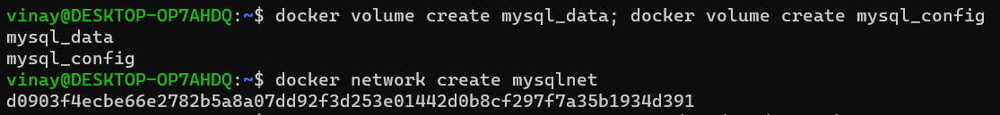 vinay@DESKTOP-OP7AHDQ:~$ docker volume create mysql_data; docker volume create mysql_config
mysql_data
mysql_config
vinay@DESKTOP-OP7AHDQ:~$ docker network create mysqlnet
d0903f4ecbe66e2782b5a8a07dd92f3d253e01442d0b8cf297f7a35b1934d391